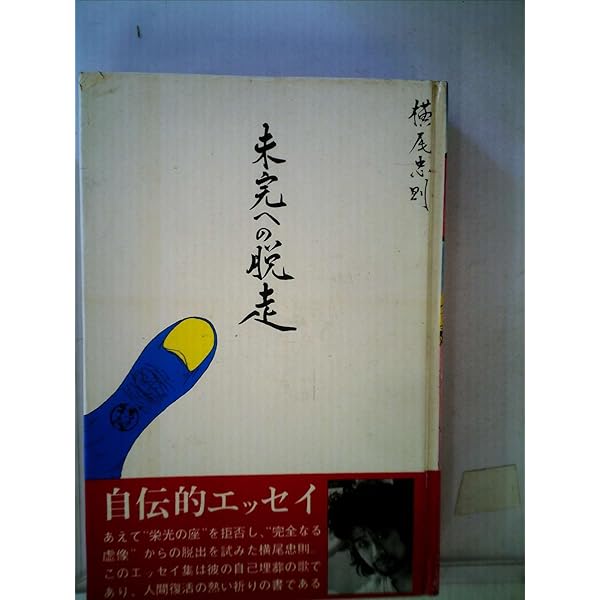 横尾忠則
未完への脱走
自伝的エッセイ
あえて“栄光の座”を拒否し、“完全なる
虚像”からの脱出を試みた横尾忠則。
このエッセイ集は彼の自己埋葬の歌で
あり、人間復活の熱い祈りの書である